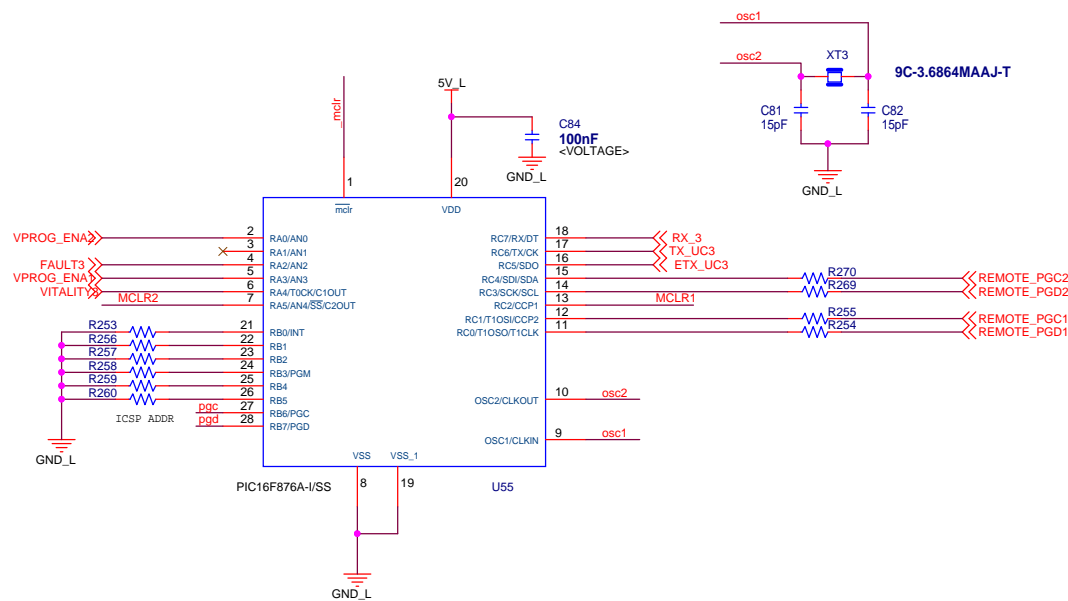 osc1
osc2
XT3
9C-3.6864MAAJ-T
C81
15pF
C82
15pF
GND_L
_mclr
5V_L
C84
100nF
<VOLTAGE>
GND_L
1
20
mclr
VDD
VPROG_ENA2
2
RA0/AN0
3
RA1/AN1
FAULT3
4
RA2/AN2
VPROG_ENA1
5
RA3/AN3
6
RA4/T0CK/C1OUT
MCLR2
7
RA5/AN4/SS/C2OUT
R253
21
RB0/INT
R256
22
RB1
R257
23
RB2
R258
24
RB3/PGM
R259
25
RB4
R260
26
RB5
ICSP ADDR
pgc
27
RB6/PGC
pgd
28
RB7/PGD
GND_L
RC7/RX/DT
18
RX_3
RC6/TX/CK
17
TX_UC3
RC5/SDO
16
ETX_UC3
RC4/SDI/SDA
15
R270
REMOTE_PGC2
RC3/SCK/SCL
14
R269
REMOTE_PGD2
RC2/CCP1
13
MCLR1
RC1/T1OSI/CCP2
12
R255
REMOTE_PGC1
RC0/T1OSO/T1CLK
11
R254
REMOTE_PGD1
OSC2/CLKOUT
10
osc2
OSC1/CLKIN
9
osc1
VSS
VSS_1
PIC16F876A-I/SS
8
19
U55
GND_L